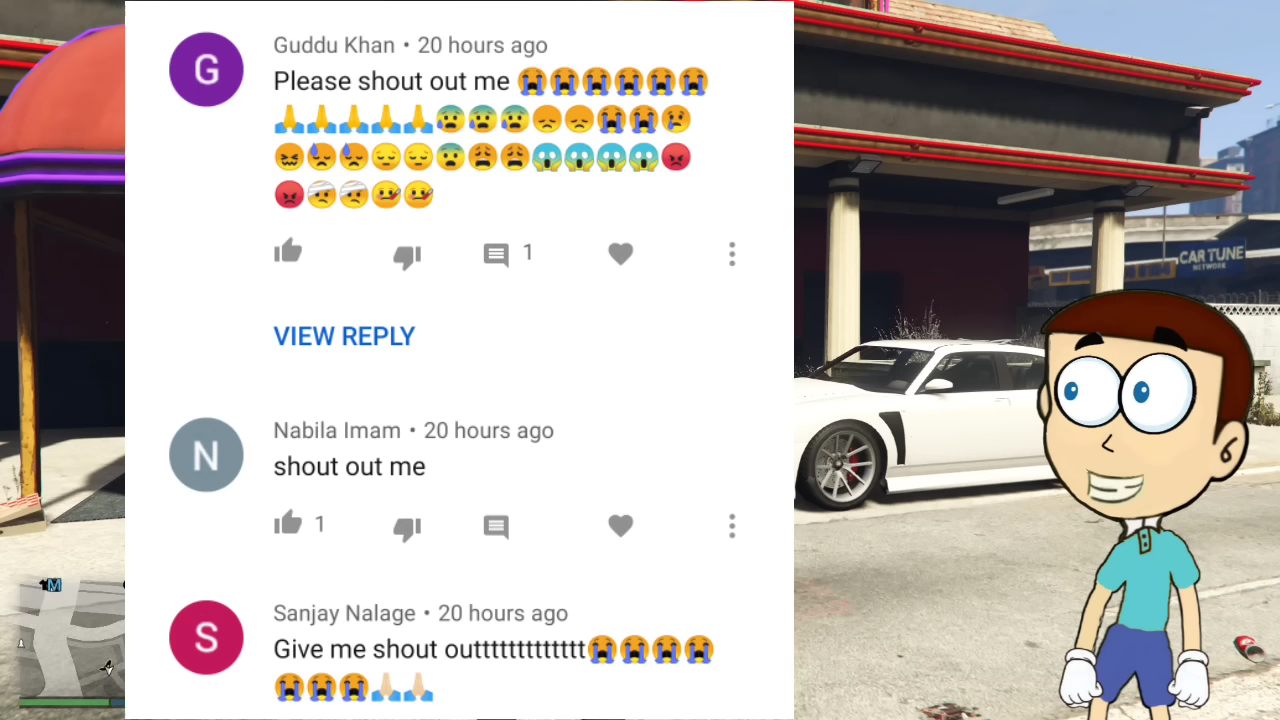 G
Guddu Khan • 20 hours ago
Please shout out me 😭😭😭😭😭😭
🙏🙏🙏🙏🙏😰😰😰😞😞😭😭😢
😖😓😓😔😔😨😩😩😱😱😱😱😡
😡🤕🤕🤒🤒
1
VIEW REPLY
N
Nabila Imam • 20 hours ago
shout out me
1
S
Sanjay Nalage • 20 hours ago
Give me shout outttttttttttttt😭😭😭😭
😭😭😭🙏🏻🙏🏻
CAR TUNE
NETWORK
M